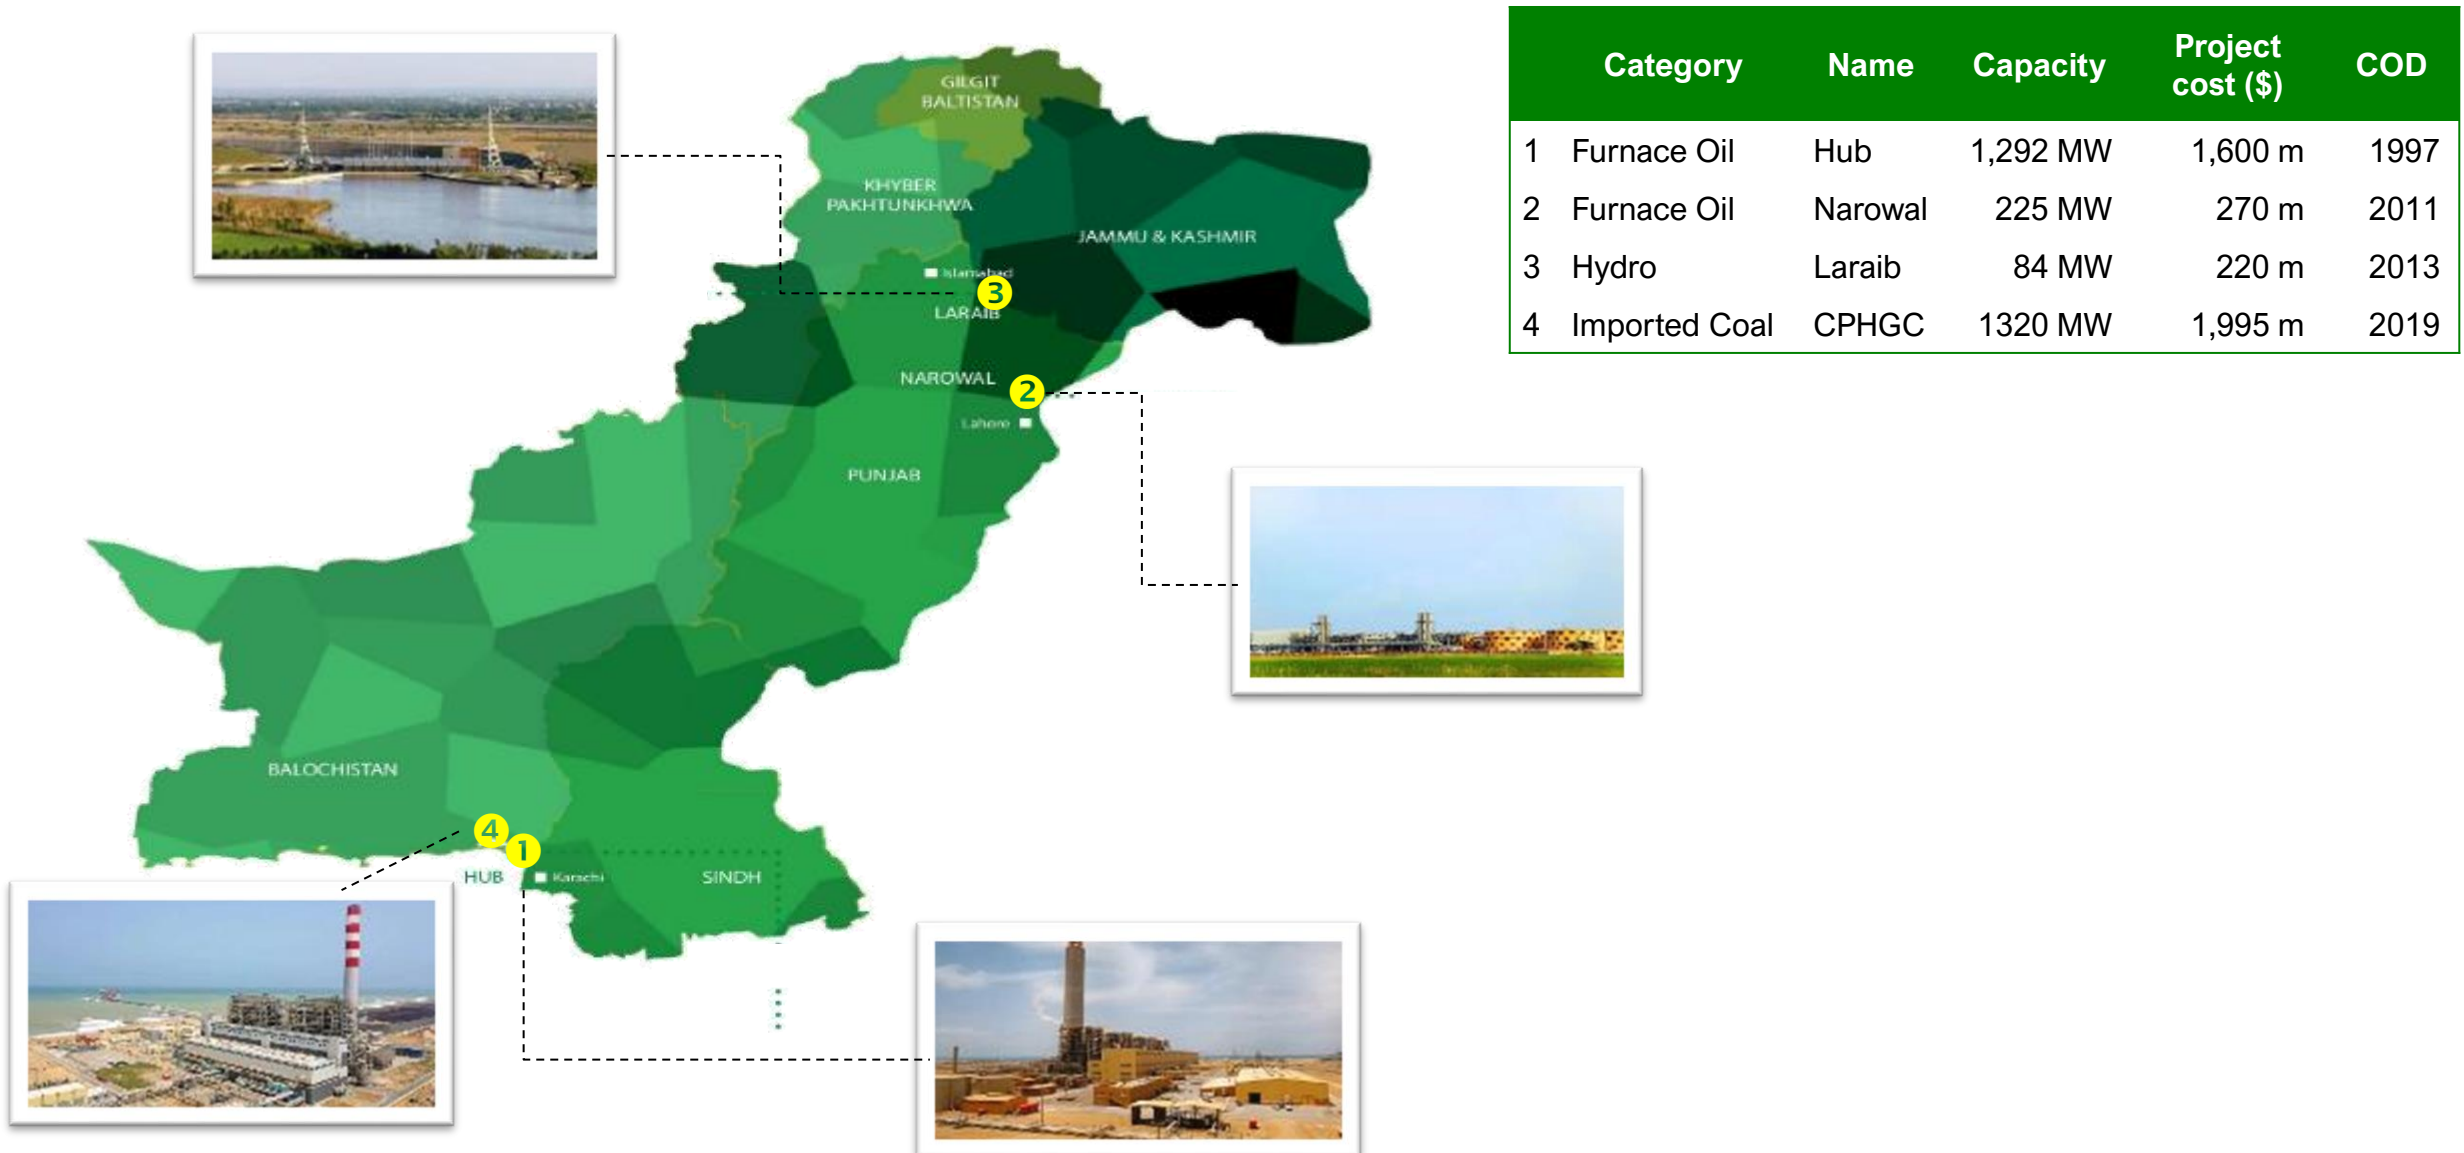 Category Name Capacity Project cost ($) COD
1 Furnace Oil Hub 1,292 MW 1,600 m 1997
2 Furnace Oil Narowal 225 MW 270 m 2011
3 Hydro Laraib 84 MW 220 m 2013
4 Imported Coal CPHGC 1320 MW 1,995 m 2019
GILGIT
BALTISTAN
KHYBER
PAKHTUNKHWA
JAMMU & KASHMIR
Islamabad
3
LARAIB
NAROWAL
2
Lahore
PUNJAB
BALOCHISTAN
4
1
HUB
Karachi
SINDH